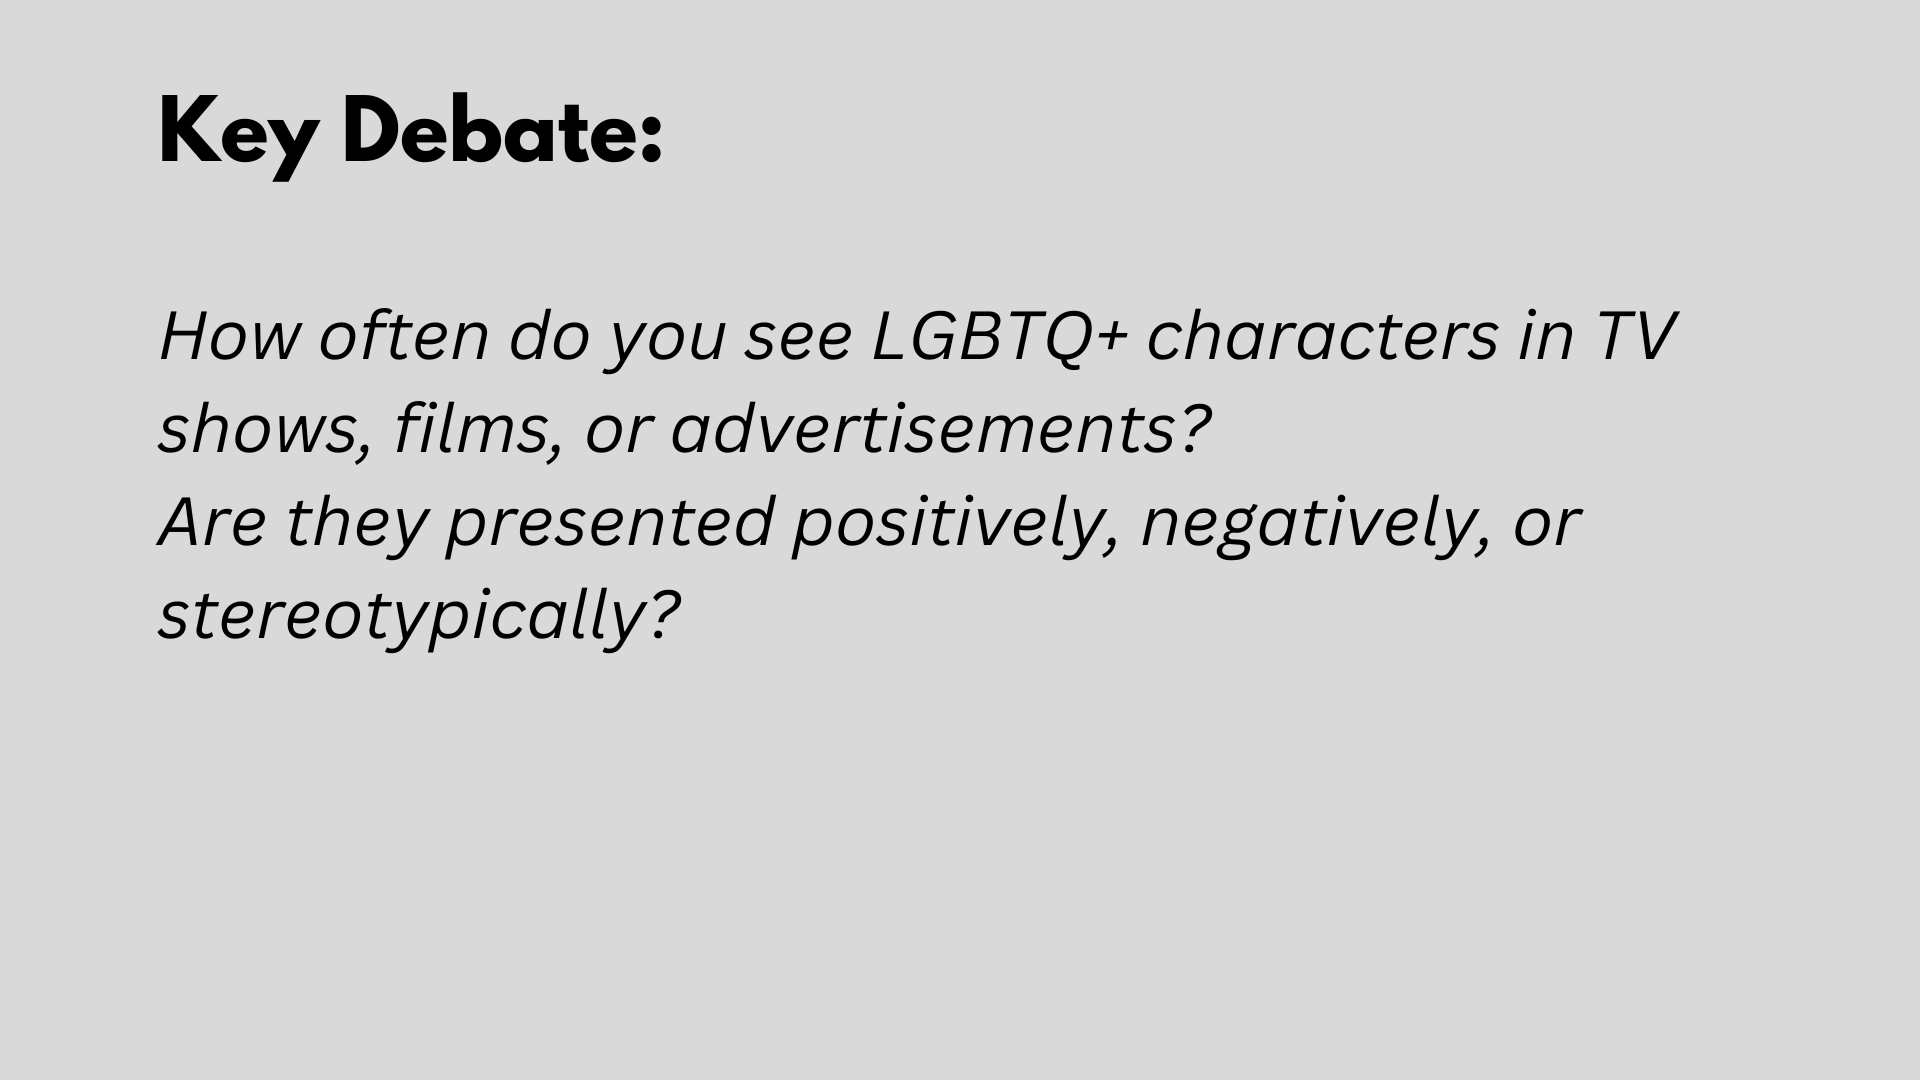 Key Debate:
How often do you see LGBTQ+ characters in TV
shows, films, or advertisements?
Are they presented positively, negatively, or
stereotypically?